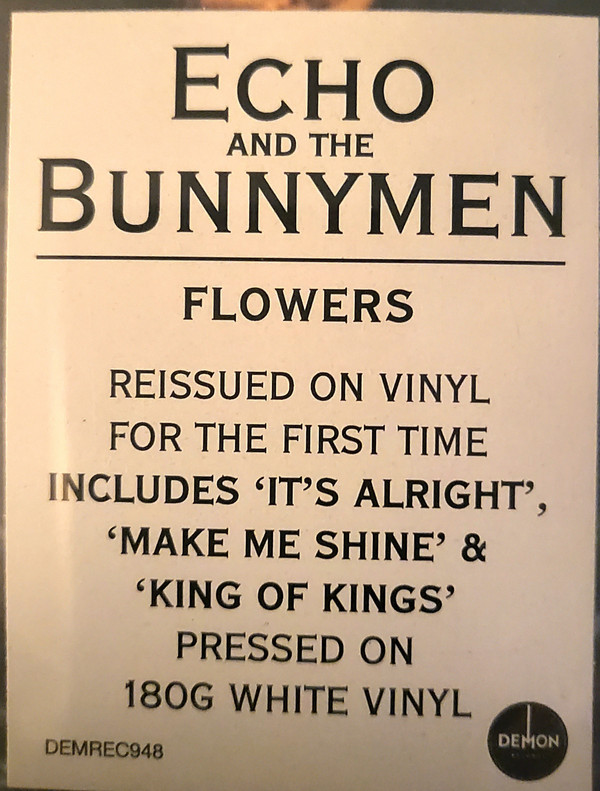 ECHO
AND THE
BUNNYMEN
FLOWERS
REISSUED ON VINYL
FOR THE FIRST TIME
INCLUDES ‘IT’S ALRIGHT’,
‘MAKE ME SHINE’ &
‘KING OF KINGS’
PRESSED ON
180G WHITE VINYL
DEMREC948
DEMON